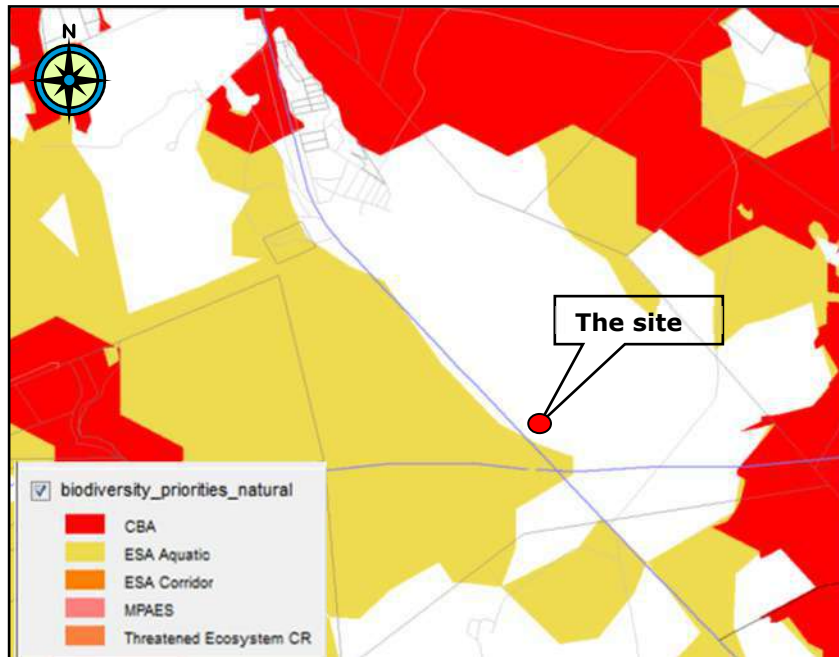 N
The site
biodiversity_priorities_natural
CBA
ESA Aquatic
ESA Corridor
MPAES
Threatened Ecosystem CR